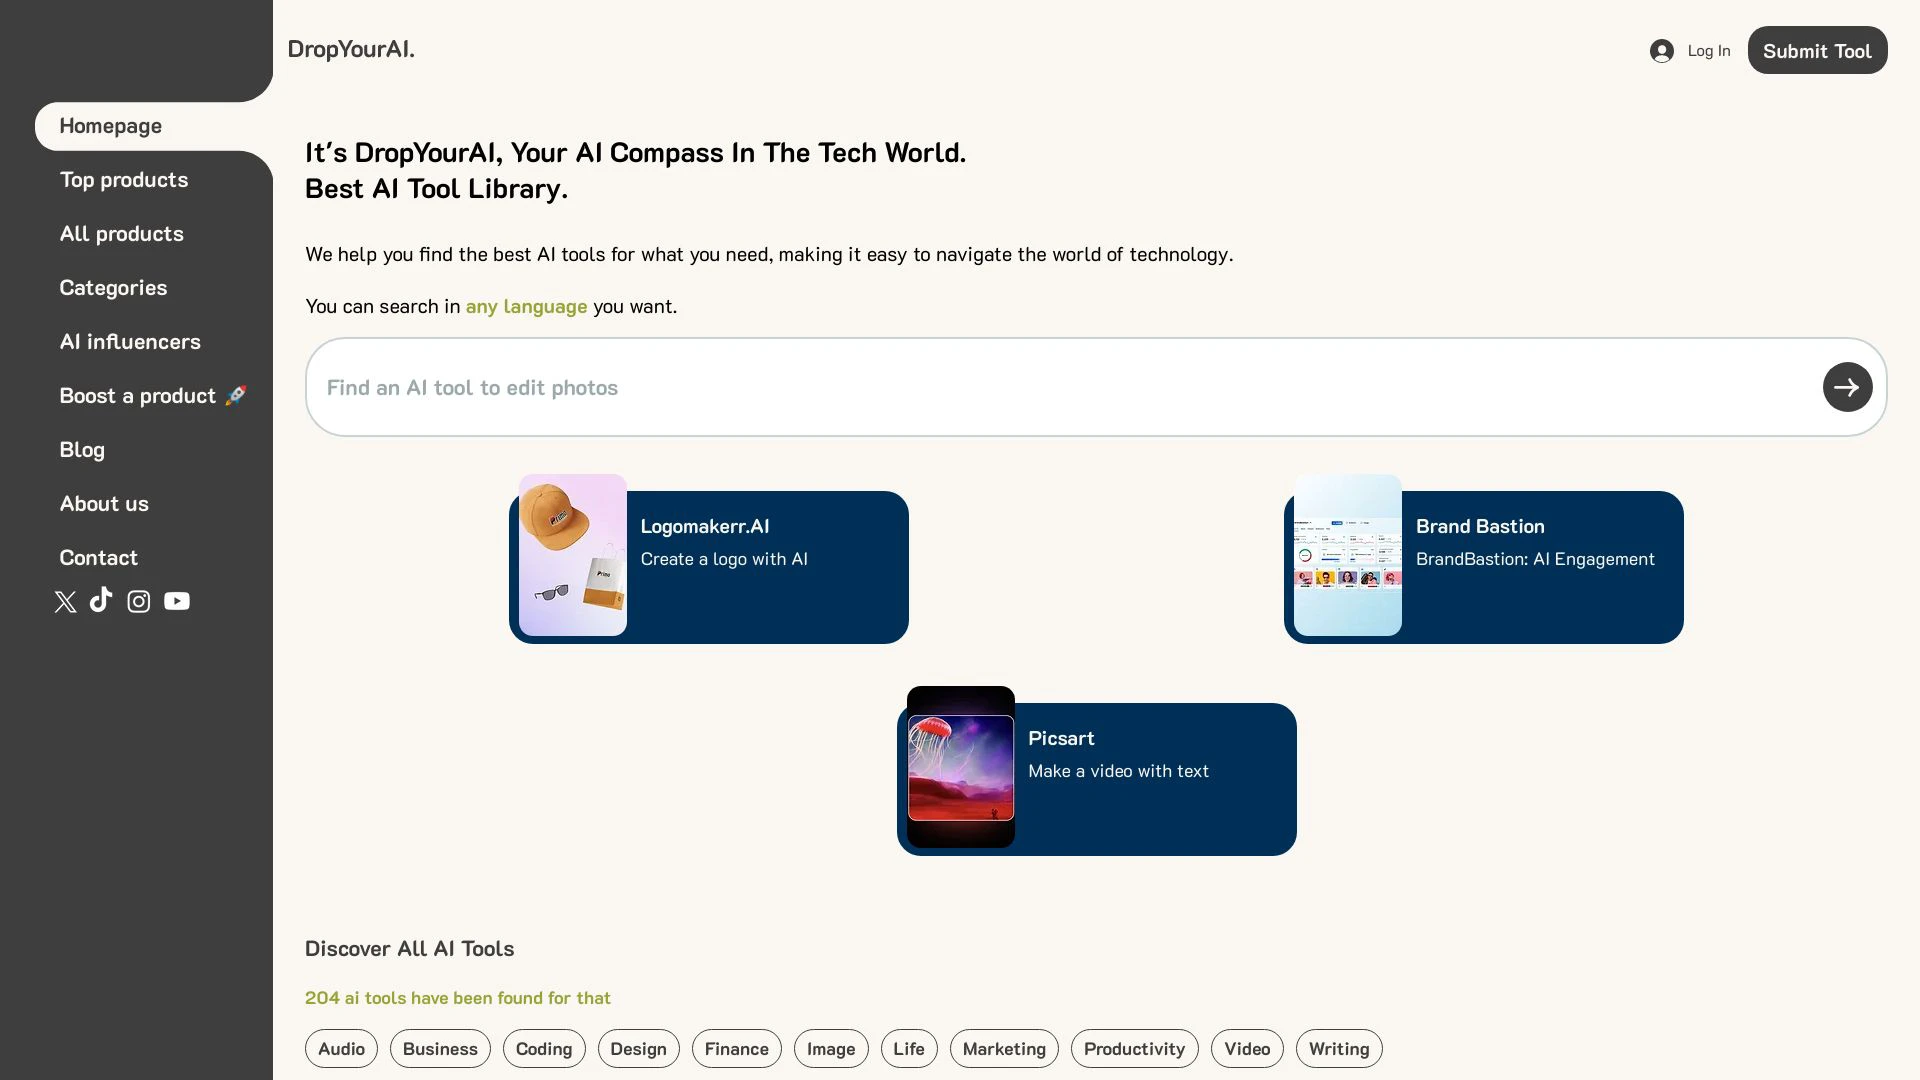 DropYourAI.
Log In
Submit Tool
Homepage
Top products
All products
Categories
AI influencers
Boost a product 🚀
Blog
About us
Contact
It's DropYourAI, Your AI Compass In The Tech World.
Best AI Tool Library.
We help you find the best AI tools for what you need, making it easy to navigate the world of technology.
You can search in any language you want.
Find an AI tool to edit photos
Logomakerr.AI
Create a logo with AI
Brand Bastion
BrandBastion: AI Engagement
Picsart
Make a video with text
Discover All AI Tools
204 ai tools have been found for that
Audio
Business
Coding
Design
Finance
Image
Life
Marketing
Productivity
Video
Writing